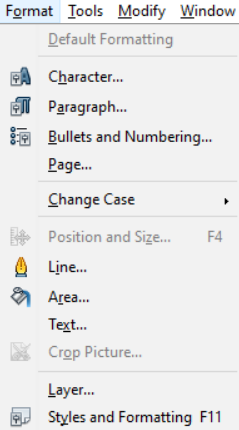 Format Tools Modify Window
Default Formatting
Character...
Paragraph...
Bullets and Numbering...
Page...
Change Case
Position and Size... F4
Line...
Area...
Text...
Crop Picture...
Layer...
Styles and Formatting F11